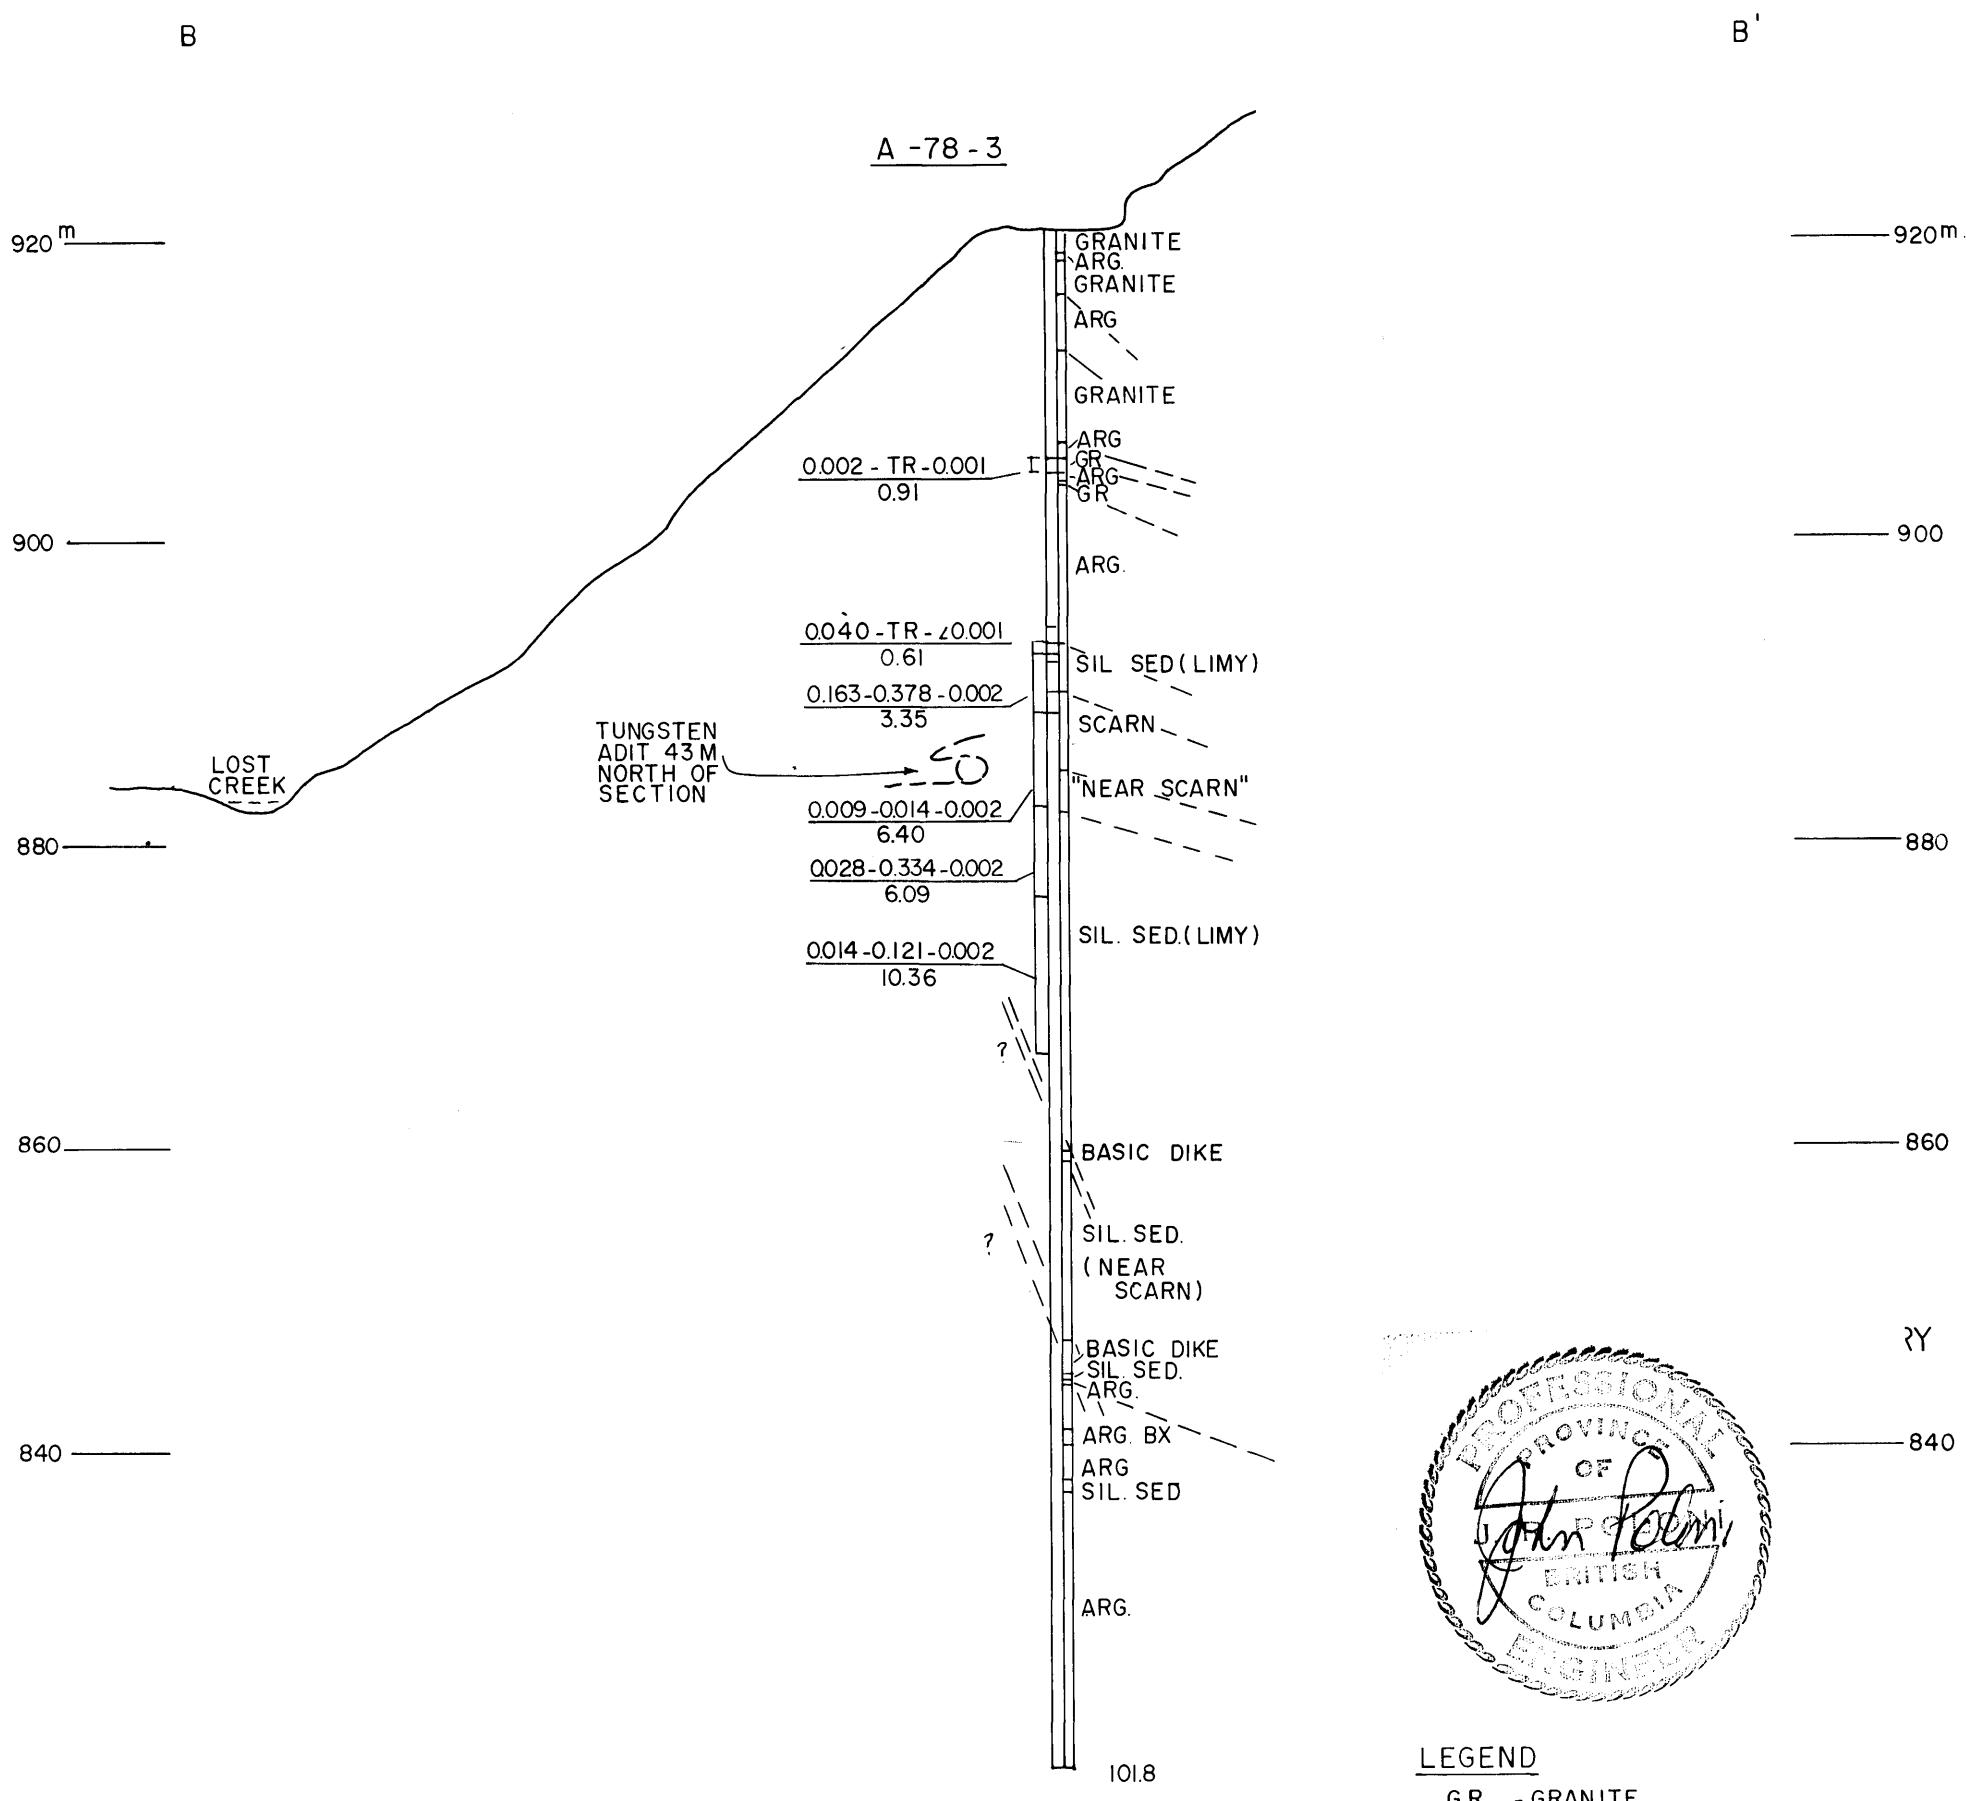 B
B'
A-78-3
920 m
920 m.
GRANITE
ARG.
GRANITE
ARG
GRANITE
ARG
GR
ARG
GR
0.002 - TR - 0.001
0.91
900
900
ARG.
0.040 - TR - <0.001
0.61
SIL SED (LIMY)
0.163 - 0.378 - 0.002
3.35
SCARN
TUNGSTEN
ADIT 43 M
NORTH OF
SECTION
LOST
CREEK
"NEAR SCARN"
0.009 - 0.014 - 0.002
6.40
880
880
0.028 - 0.334 - 0.002
6.09
SIL. SED. (LIMY)
0.014 - 0.121 - 0.002
10.36
?
860
860
BASIC DIKE
SIL. SED.
(NEAR
SCARN)
?
BASIC DIKE
SIL. SED.
ARG.
ARG. BX
840
840
ARG
SIL. SED
ARG.
101.8
RY
PROFESSIONAL
PROVINCE
OF
BRITISH
COLUMBIA
ENGINEER
LEGEND
GR - GRANITE